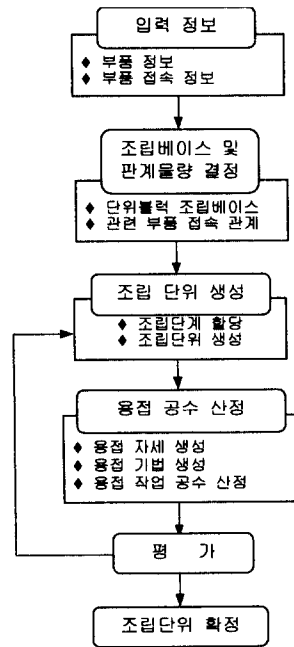 입력 정보
◆ 부품 정보
◆ 부품 접속 정보
조립베이스 및
판계물량 결정
◆ 단위블럭 조립베이스
◆ 관련 부품 접속 관계
조립 단위 생성
◆ 조립단계 할당
◆ 조립단위 생성
용접 공수 산정
◆ 용접 자세 생성
◆ 용접 기법 생성
◆ 용접 작업 공수 산정
평 가
조립단위 확정